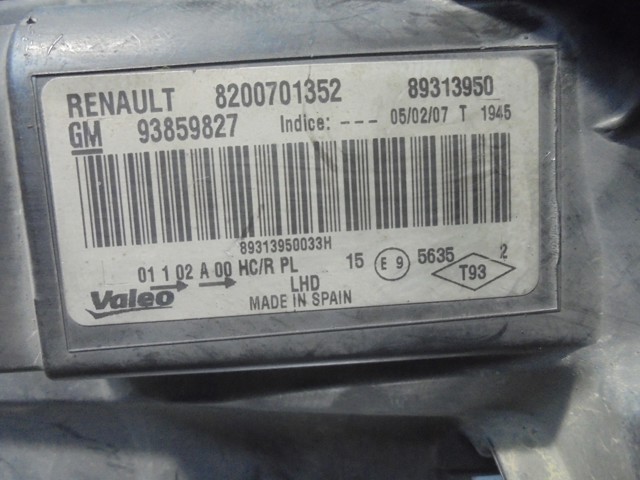 RENAULT 8200701352 89313950
GM 93859827 Indice: --- 05/02/07 T 1945
89313950033H
01 1 02 A 00 HC/R PL 15 E 9 5635 2
T93
Valeo LHD
MADE IN SPAIN